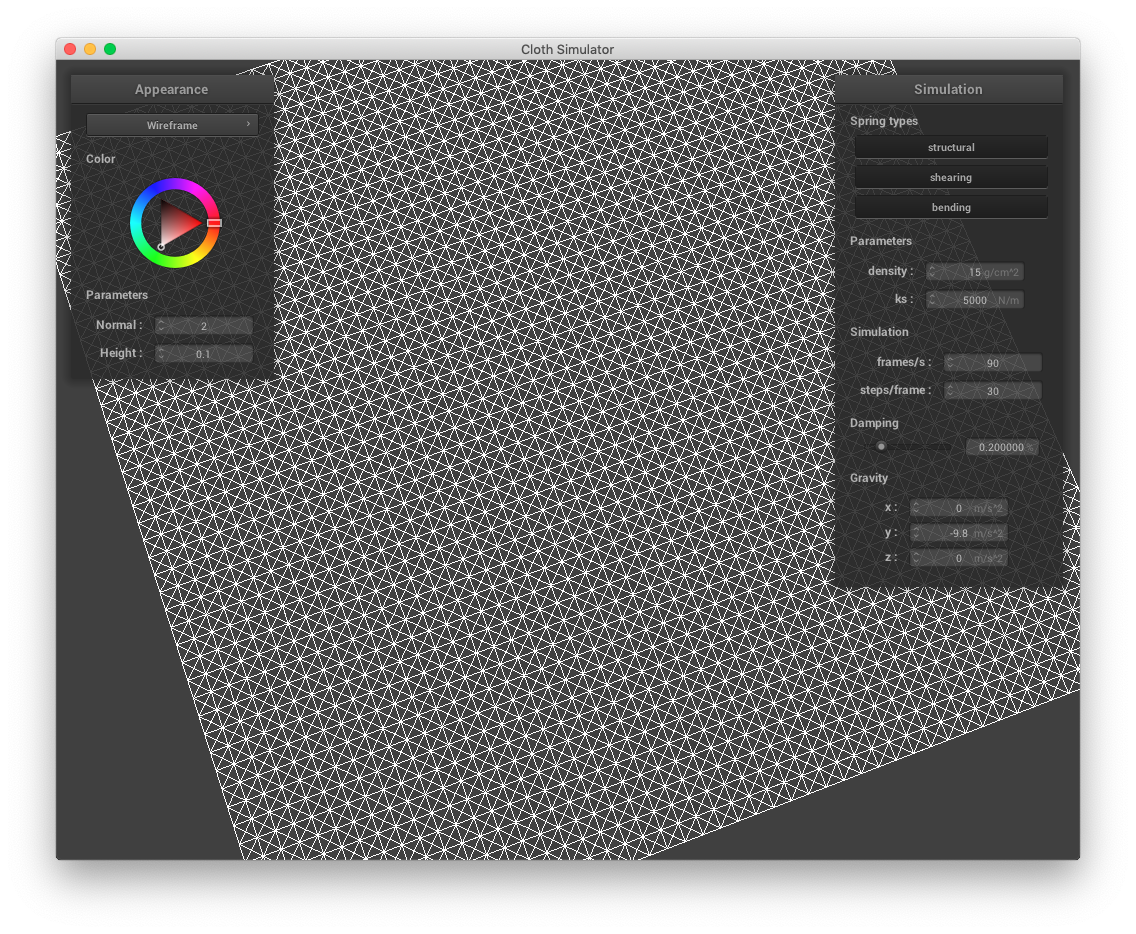 Cloth Simulator
Appearance
Wireframe
Color
Parameters
Normal : 2
Height : 0.1
Simulation
Spring types
structural
shearing
bending
Parameters
density : 15 g/cm^2
ks : 5000 N/m
Simulation
frames/s : 90
steps/frame : 30
Damping
0.200000 %
Gravity
x : 0 m/s^2
y : -9.8 m/s^2
z : 0 m/s^2